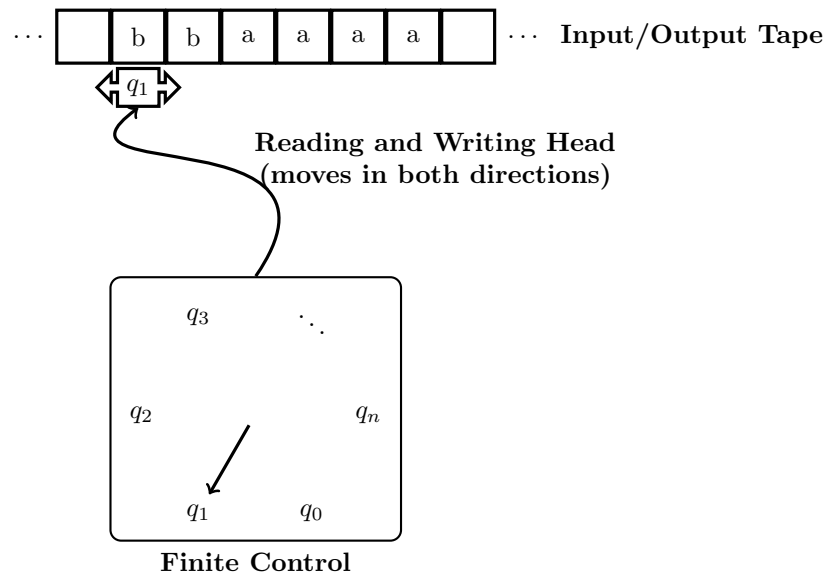 … b b a a a a … Input/Output Tape
q₁
Reading and Writing Head
(moves in both directions)
q₃ ⋱
q₂ qₙ
q₁ q₀
Finite Control